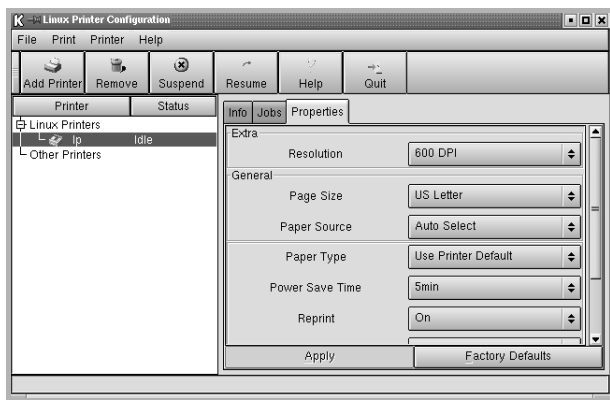 Linux Printer Configuration
File Print Printer Help
Add Printer Remove Suspend Resume Help Quit
Printer Status
Linux Printers
lp Idle
Other Printers
Info Jobs Properties
Extra
Resolution 600 DPI
General
Page Size US Letter
Paper Source Auto Select
Paper Type Use Printer Default
Power Save Time 5min
Reprint On
Apply Factory Defaults